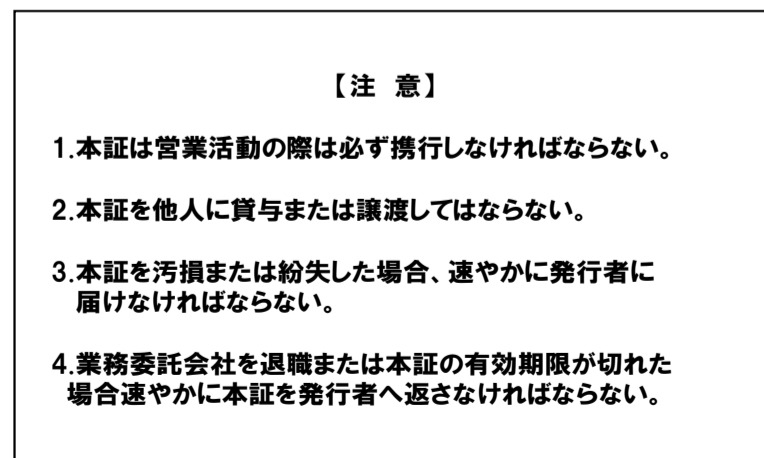 【注 意】
1.本証は営業活動の際は必ず携行しなければならない。
2.本証を他人に貸与または譲渡してはならない。
3.本証を汚損または紛失した場合、速やかに発行者に
届けなければならない。
4.業務委託会社を退職または本証の有効期限が切れた
場合速やかに本証を発行者へ返さなければならない。